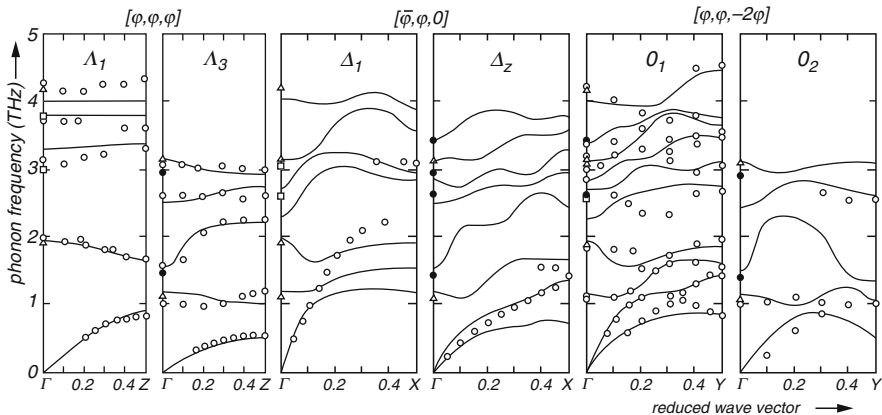 [φ,φ,φ] [φ̄,φ,0] [φ,φ,–2φ]
Λ1 Λ3 Δ1 Δz O1 O2
phonon frequency (THz)
5
4
3
2
1
0
Γ 0.2 0.4 Z Γ 0.2 0.4 Z Γ 0.2 0.4 X Γ 0.2 0.4 X Γ 0.2 0.4 Y Γ 0.2 0.4 Y
reduced wave vector